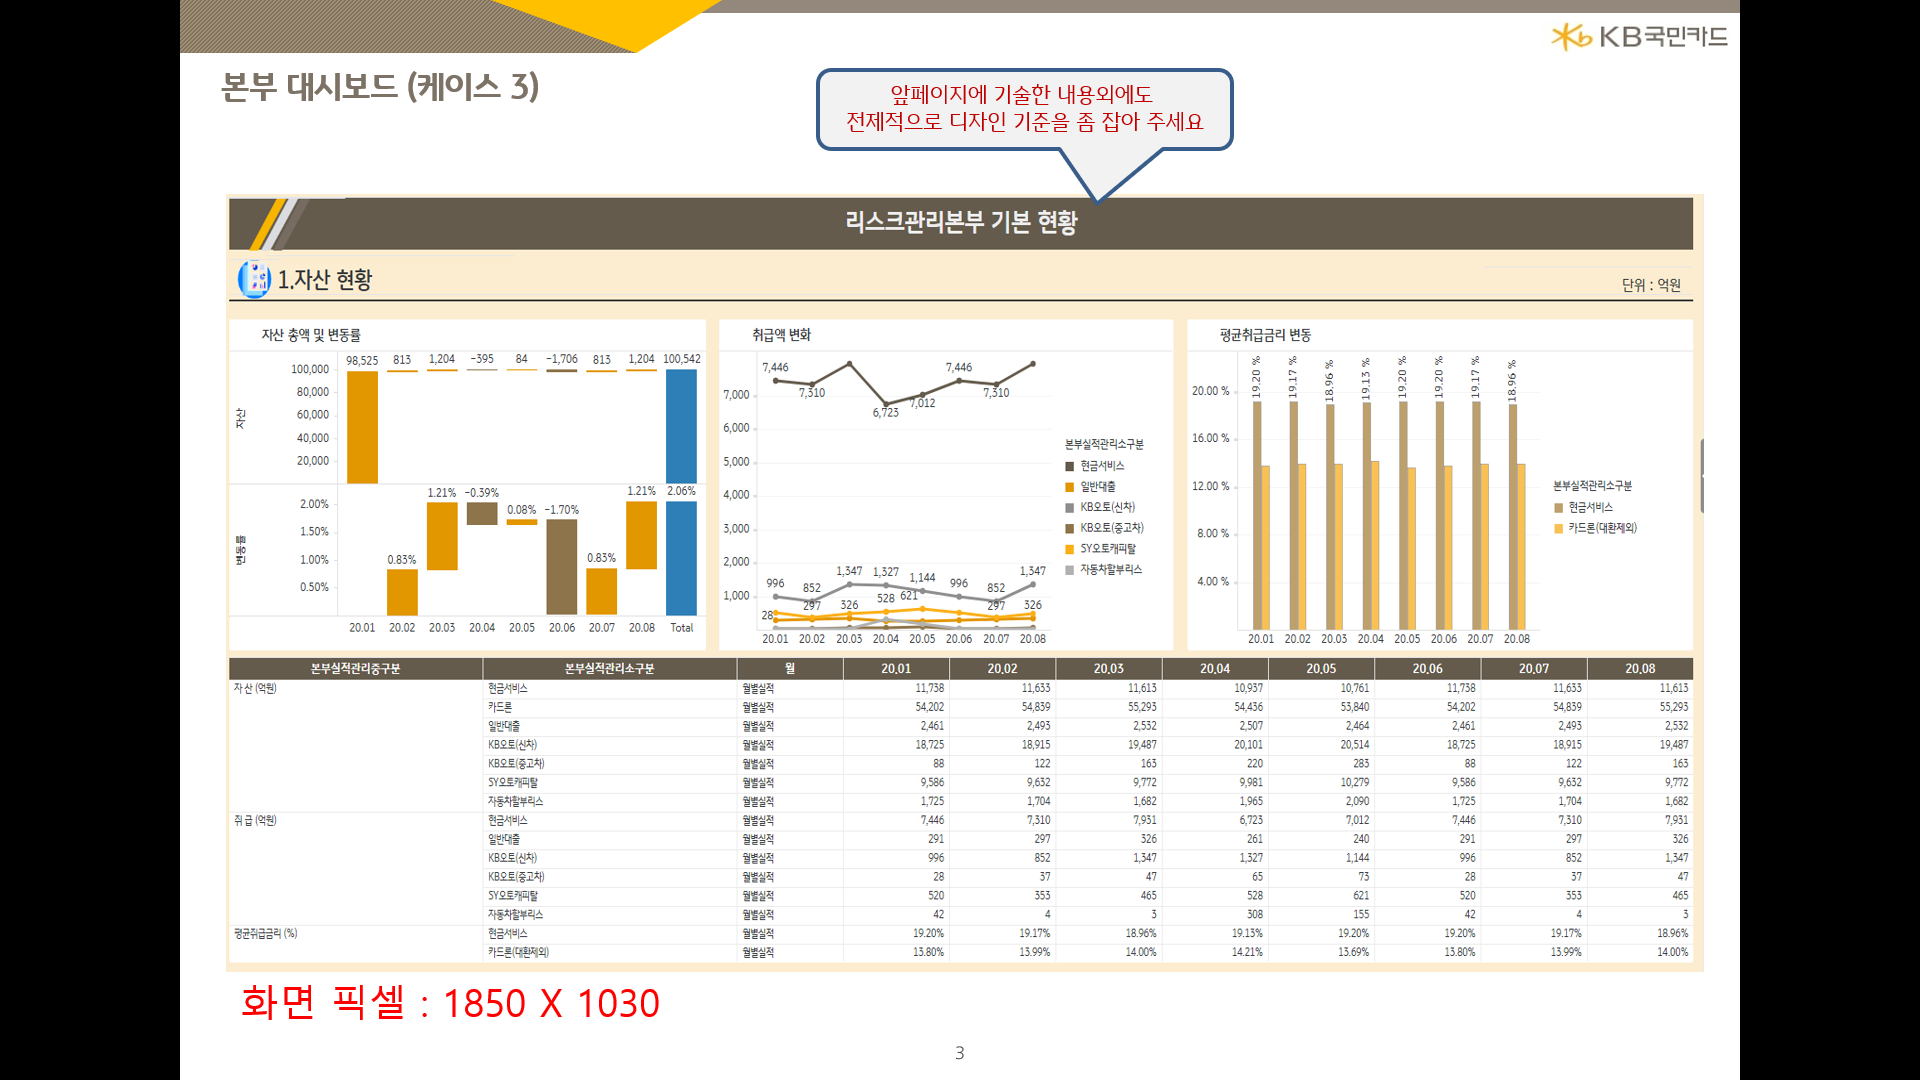 KB국민카드
본부 대시보드 (케이스 3)
앞페이지에 기술한 내용외에도
전제적으로 디자인 기준을 좀 잡아 주세요
리스크관리본부 기본 현황
1.자산 현황
단위 : 억원
자산 총액 및 변동률
자산
100,000
80,000
60,000
40,000
20,000
98,525 813 1,204 -395 84 -1,706 813 1,204 100,542
변동률
2.00%
1.50%
1.00%
0.50%
0.83% 1.21% -0.39% 0.08% -1.70% 0.83% 1.21% 2.06%
20.01 20.02 20.03 20.04 20.05 20.06 20.07 20.08 Total
취급액 변화
7,000
6,000
5,000
4,000
3,000
2,000
1,000
7,446 7,310 6,723 7,012 7,446 7,310
996 852 1,347 1,327 1,144 996 852 1,347
28 297 326 528 621 297 326
20.01 20.02 20.03 20.04 20.05 20.06 20.07 20.08
본부실적관리소구분
현금서비스
일반대출
KB오토(신차)
KB오토(중고차)
SY오토캐피탈
자동차할부리스
평균취급금리 변동
20.00 %
16.00 %
12.00 %
8.00 %
4.00 %
19.20 % 19.17 % 18.96 % 19.13 % 19.20 % 19.20 % 19.17 % 18.96 %
20.01 20.02 20.03 20.04 20.05 20.06 20.07 20.08
본부실적관리소구분
현금서비스
카드론(대환제외)
본부실적관리중구분 본부실적관리소구분 월 20.01 20.02 20.03 20.04 20.05 20.06 20.07 20.08
자 산 (억원) 현금서비스 월별실적 11,738 11,633 11,613 10,937 10,761 11,738 11,633 11,613
카드론 월별실적 54,202 54,839 55,293 54,436 53,840 54,202 54,839 55,293
일반대출 월별실적 2,461 2,493 2,532 2,507 2,464 2,461 2,493 2,532
KB오토(신차) 월별실적 18,725 18,915 19,487 20,101 20,514 18,725 18,915 19,487
KB오토(중고차) 월별실적 88 122 163 220 283 88 122 163
SY오토캐피탈 월별실적 9,586 9,632 9,772 9,981 10,279 9,586 9,632 9,772
자동차할부리스 월별실적 1,725 1,704 1,682 1,965 2,090 1,725 1,704 1,682
취 급 (억원) 현금서비스 월별실적 7,446 7,310 7,931 6,723 7,012 7,446 7,310 7,931
일반대출 월별실적 291 297 326 261 240 291 297 326
KB오토(신차) 월별실적 996 852 1,347 1,327 1,144 996 852 1,347
KB오토(중고차) 월별실적 28 37 47 65 73 28 37 47
SY오토캐피탈 월별실적 520 353 465 528 621 520 353 465
자동차할부리스 월별실적 42 4 3 308 155 42 4 3
평균취급금리 (%) 현금서비스 월별실적 19.20% 19.17% 18.96% 19.13% 19.20% 19.20% 19.17% 18.96%
카드론(대환제외) 월별실적 13.80% 13.99% 14.00% 14.21% 13.69% 13.80% 13.99% 14.00%
화면 픽셀 : 1850 X 1030
3